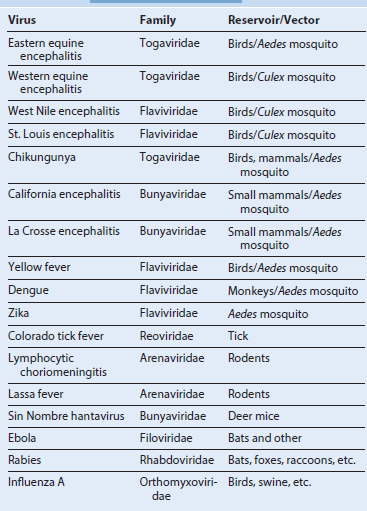 Virus Family Reservoir/Vector
Eastern equine Togaviridae Birds/Aedes mosquito
encephalitis
Western equine Togaviridae Birds/Culex mosquito
encephalitis
West Nile encephalitis Flaviviridae Birds/Culex mosquito
St. Louis encephalitis Flaviviridae Birds/Culex mosquito
Chikungunya Togaviridae Birds, mammals/Aedes
mosquito
California encephalitis Bunyaviridae Small mammals/Aedes
mosquito
La Crosse encephalitis Bunyaviridae Small mammals/Aedes
mosquito
Yellow fever Flaviviridae Birds/Aedes mosquito
Dengue Flaviviridae Monkeys/Aedes mosquito
Zika Flaviviridae Aedes mosquito
Colorado tick fever Reoviridae Tick
Lymphocytic Arenaviridae Rodents
choriomeningitis
Lassa fever Arenaviridae Rodents
Sin Nombre hantavirus Bunyaviridae Deer mice
Ebola Filoviridae Bats and other
Rabies Rhabdoviridae Bats, foxes, raccoons, etc.
Influenza A Orthomyxoviri- Birds, swine, etc.
dae